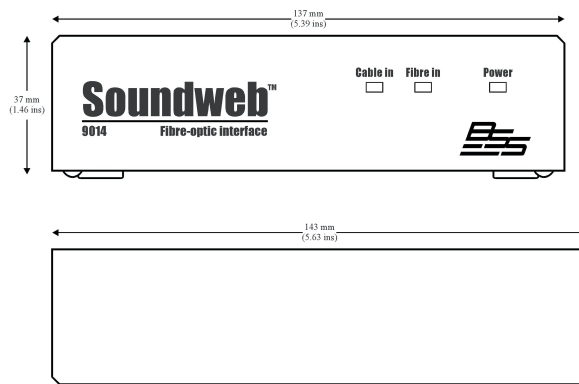 137 mm
(5.39 ins)
37 mm
(1.46 ins)
Soundweb™
9014 Fibre-optic interface
Cable in Fibre in Power
BSS
143 mm
(5.63 ins)